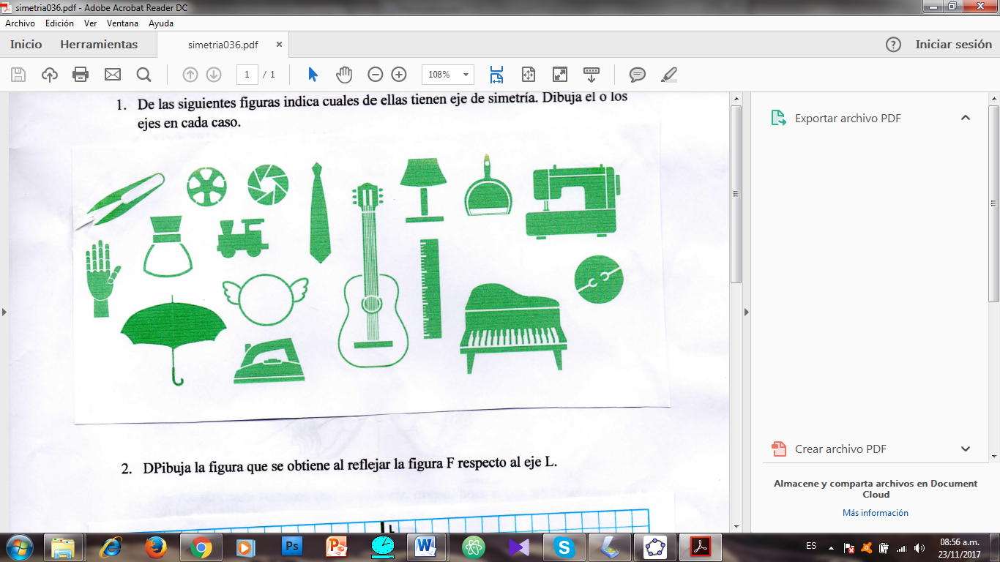 simetria036.pdf - Adobe Acrobat Reader DC
Archivo Edición Ver Ventana Ayuda
Inicio Herramientas simetria036.pdf × Iniciar sesión
1 / 1 108%
1. De las siguientes figuras indica cuales de ellas tienen eje de simetría. Dibuja el o los
ejes en cada caso.
2. DPibuja la figura que se obtiene al reflejar la figura F respecto al eje L.
L
Exportar archivo PDF
Crear archivo PDF
Almacene y comparta archivos en Document
Cloud
Más información
Ps
ES 08:56 a.m.
23/11/2017